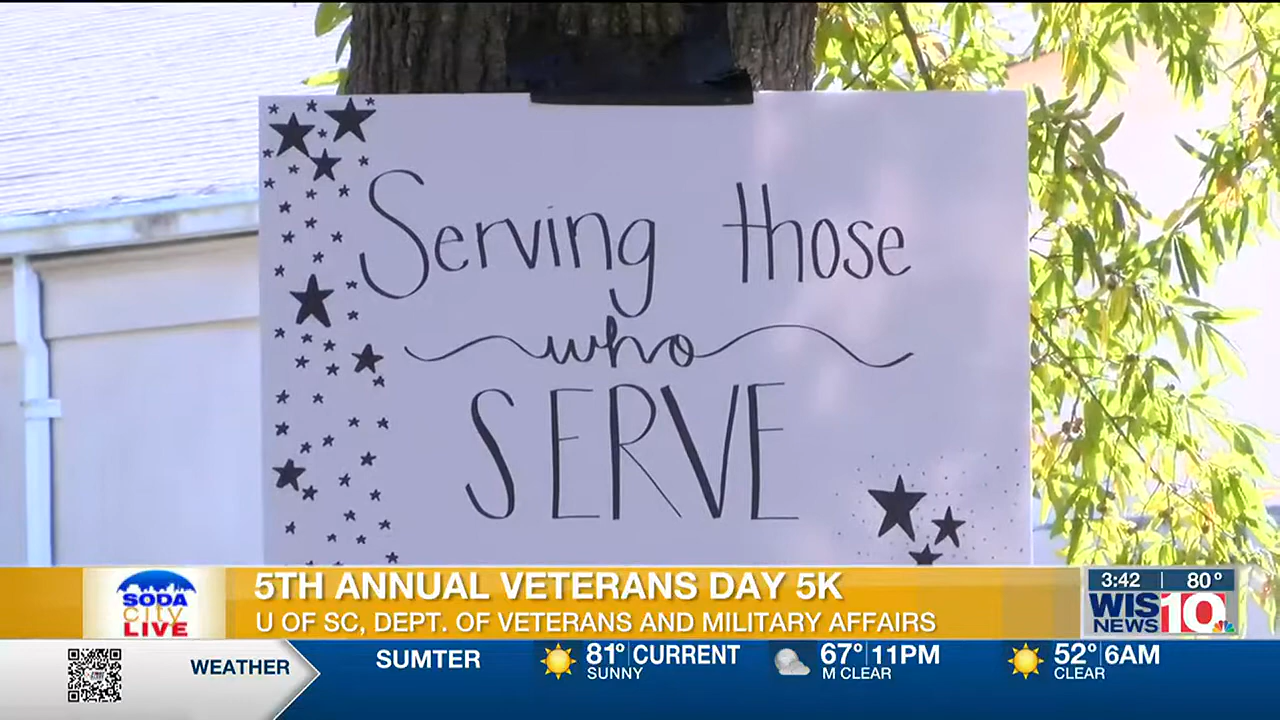 Serving those
who
SERVE
5TH ANNUAL VETERANS DAY 5K
U OF SC, DEPT. OF VETERANS AND MILITARY AFFAIRS
SODA
city
LIVE
3:42 | 80°
WIS
NEWS 10
WEATHER
SUMTER
81° CURRENT
SUNNY
67° 11PM
M CLEAR
52° 6AM
CLEAR